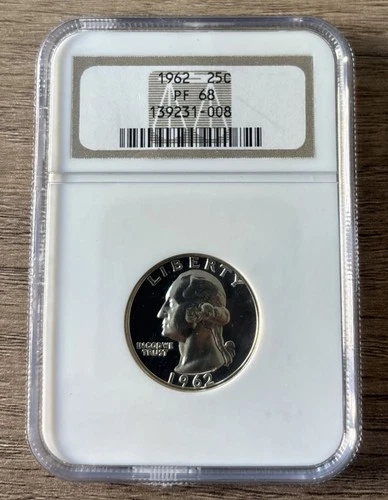 1962 25C
PF 68
139231-008
LIBERTY
IN GOD WE
TRUST
1962